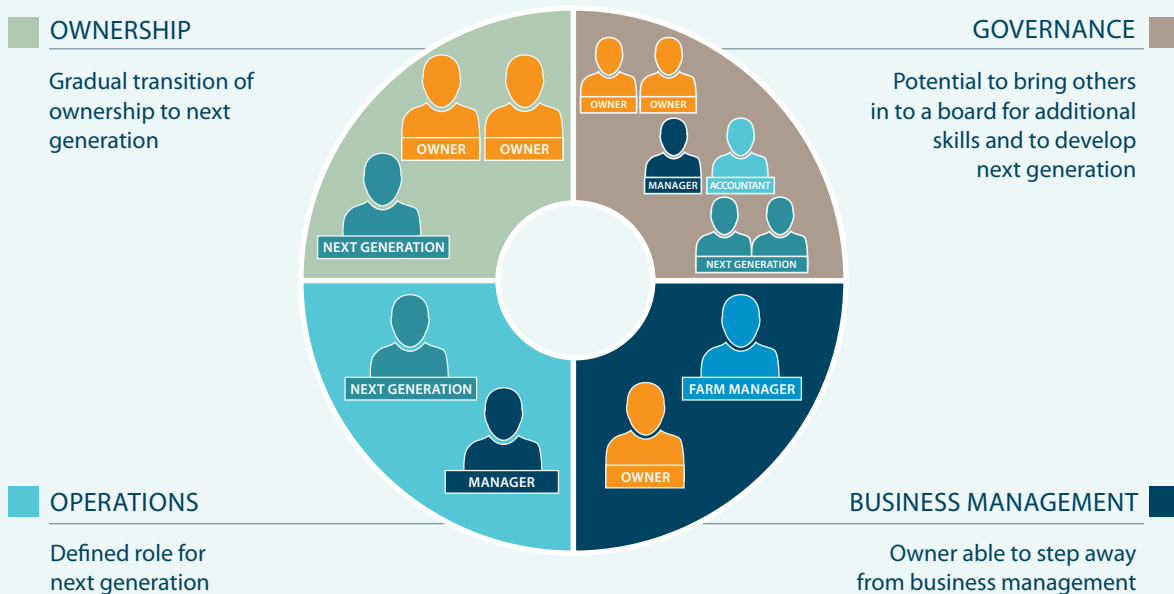 OWNERSHIP
Gradual transition of
ownership to next
generation
GOVERNANCE
Potential to bring others
in to a board for additional
skills and to develop
next generation
OWNER
OWNER
NEXT GENERATION
OWNER
OWNER
MANAGER
ACCOUNTANT
NEXT GENERATION
NEXT GENERATION
MANAGER
FARM MANAGER
OWNER
OPERATIONS
Defined role for
next generation
BUSINESS MANAGEMENT
Owner able to step away
from business management